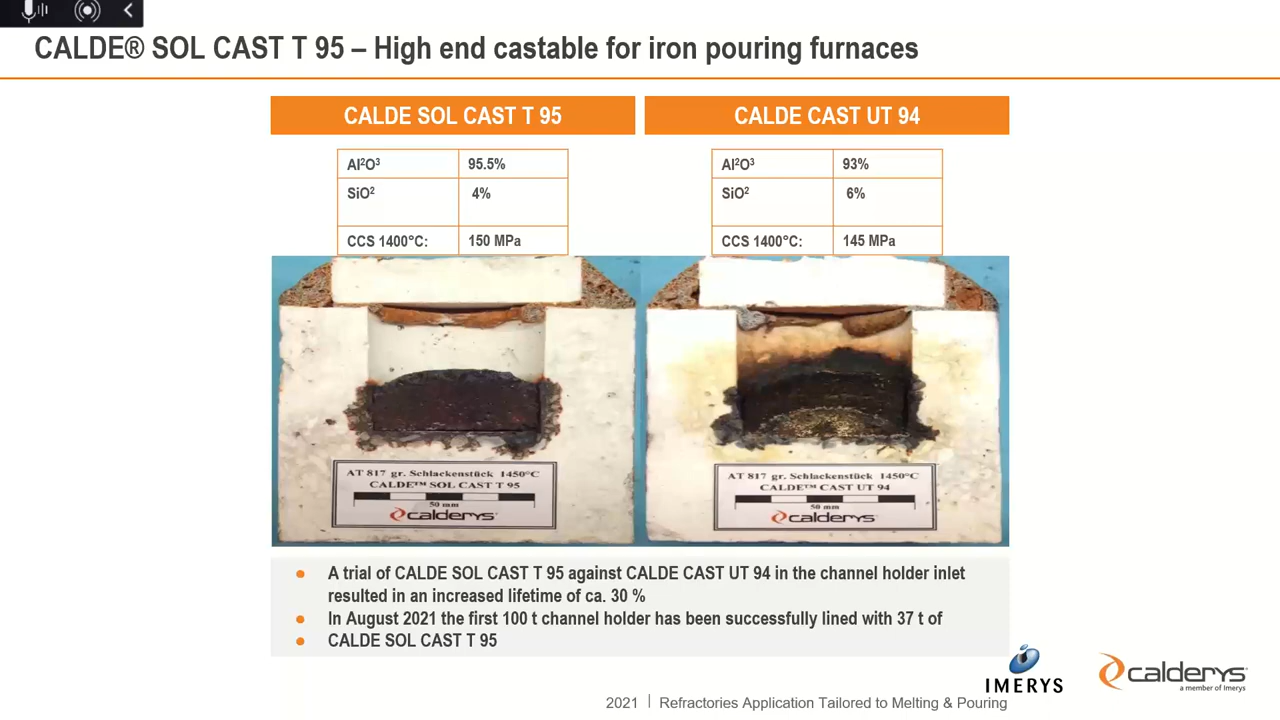 CALDE® SOL CAST T 95 – High end castable for iron pouring furnaces
CALDE SOL CAST T 95
CALDE CAST UT 94
Al²O³ 95.5%
SiO² 4%
CCS 1400°C: 150 MPa
Al²O³ 93%
SiO² 6%
CCS 1400°C: 145 MPa
AT 817 gr. Schlackenstück 1450°C
CALDE™ SOL CAST T 95
50 mm
calderys
AT 817 gr. Schlackenstück 1450°C
CALDE™ CAST UT 94
50 mm
calderys
A trial of CALDE SOL CAST T 95 against CALDE CAST UT 94 in the channel holder inlet
resulted in an increased lifetime of ca. 30 %
In August 2021 the first 100 t channel holder has been successfully lined with 37 t of
CALDE SOL CAST T 95
IMERYS
calderys
a member of Imerys
2021 | Refractories Application Tailored to Melting & Pouring